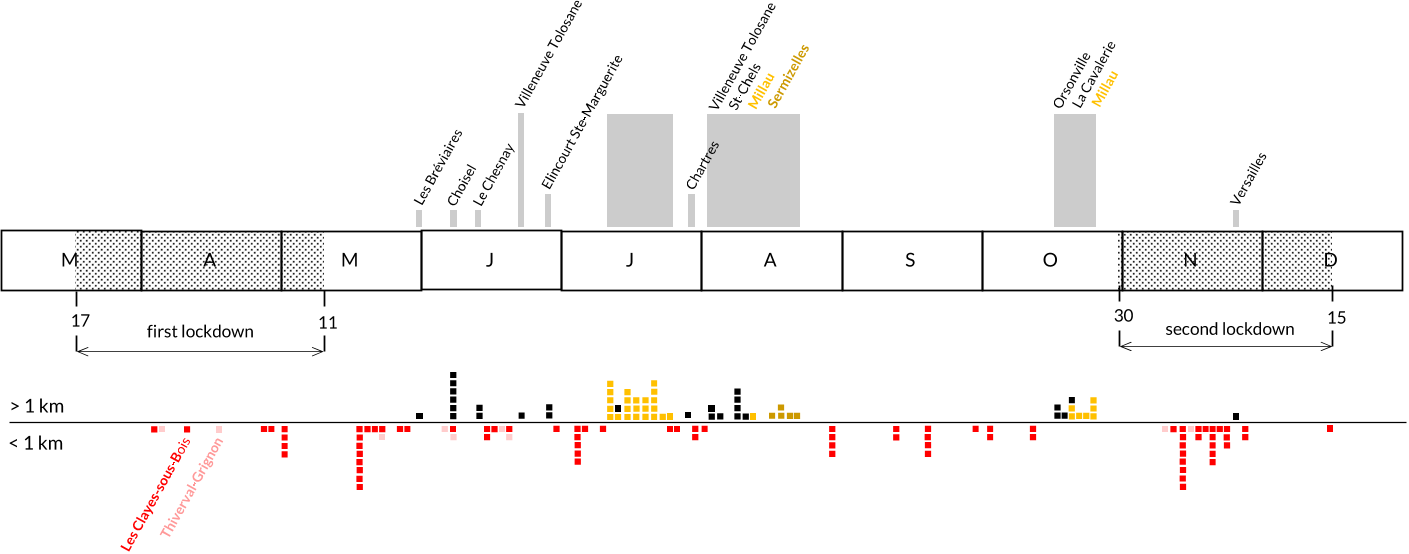 Villeneuve Tolosane
Les Bréviaires
Choisel
Le Chesnay
Elincourt Ste-Marguerite
Chartres
Villeneuve Tolosane
St-Chels
Millau
Sermizelles
Orsonville
La Cavalerie
Millau
Versailles
M A M J J A S O N D
17 first lockdown 11
30 second lockdown 15
> 1 km
< 1 km
Les Clayes-sous-Bois
Thiverval-Grignon